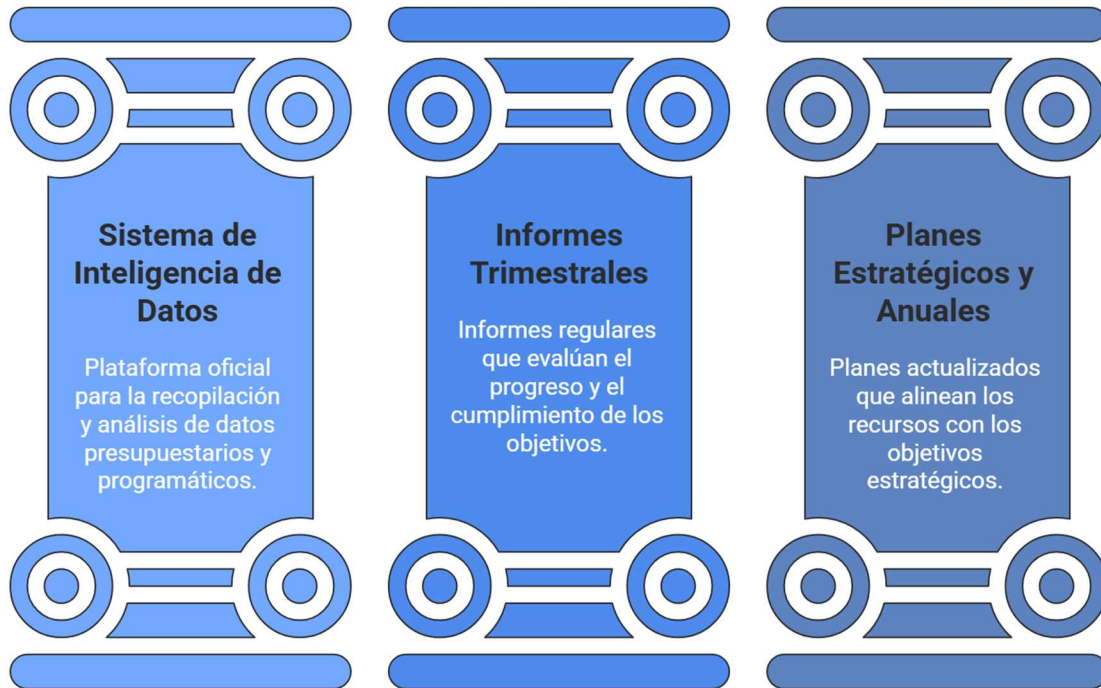 Sistema de
Inteligencia de
Datos
Plataforma oficial
para la recopilación
y análisis de datos
presupuestarios y
programáticos.
Informes
Trimestrales
Informes regulares
que evalúan el
progreso y el
cumplimiento de los
objetivos.
Planes
Estratégicos y
Anuales
Planes actualizados
que alinean los
recursos con los
objetivos
estratégicos.